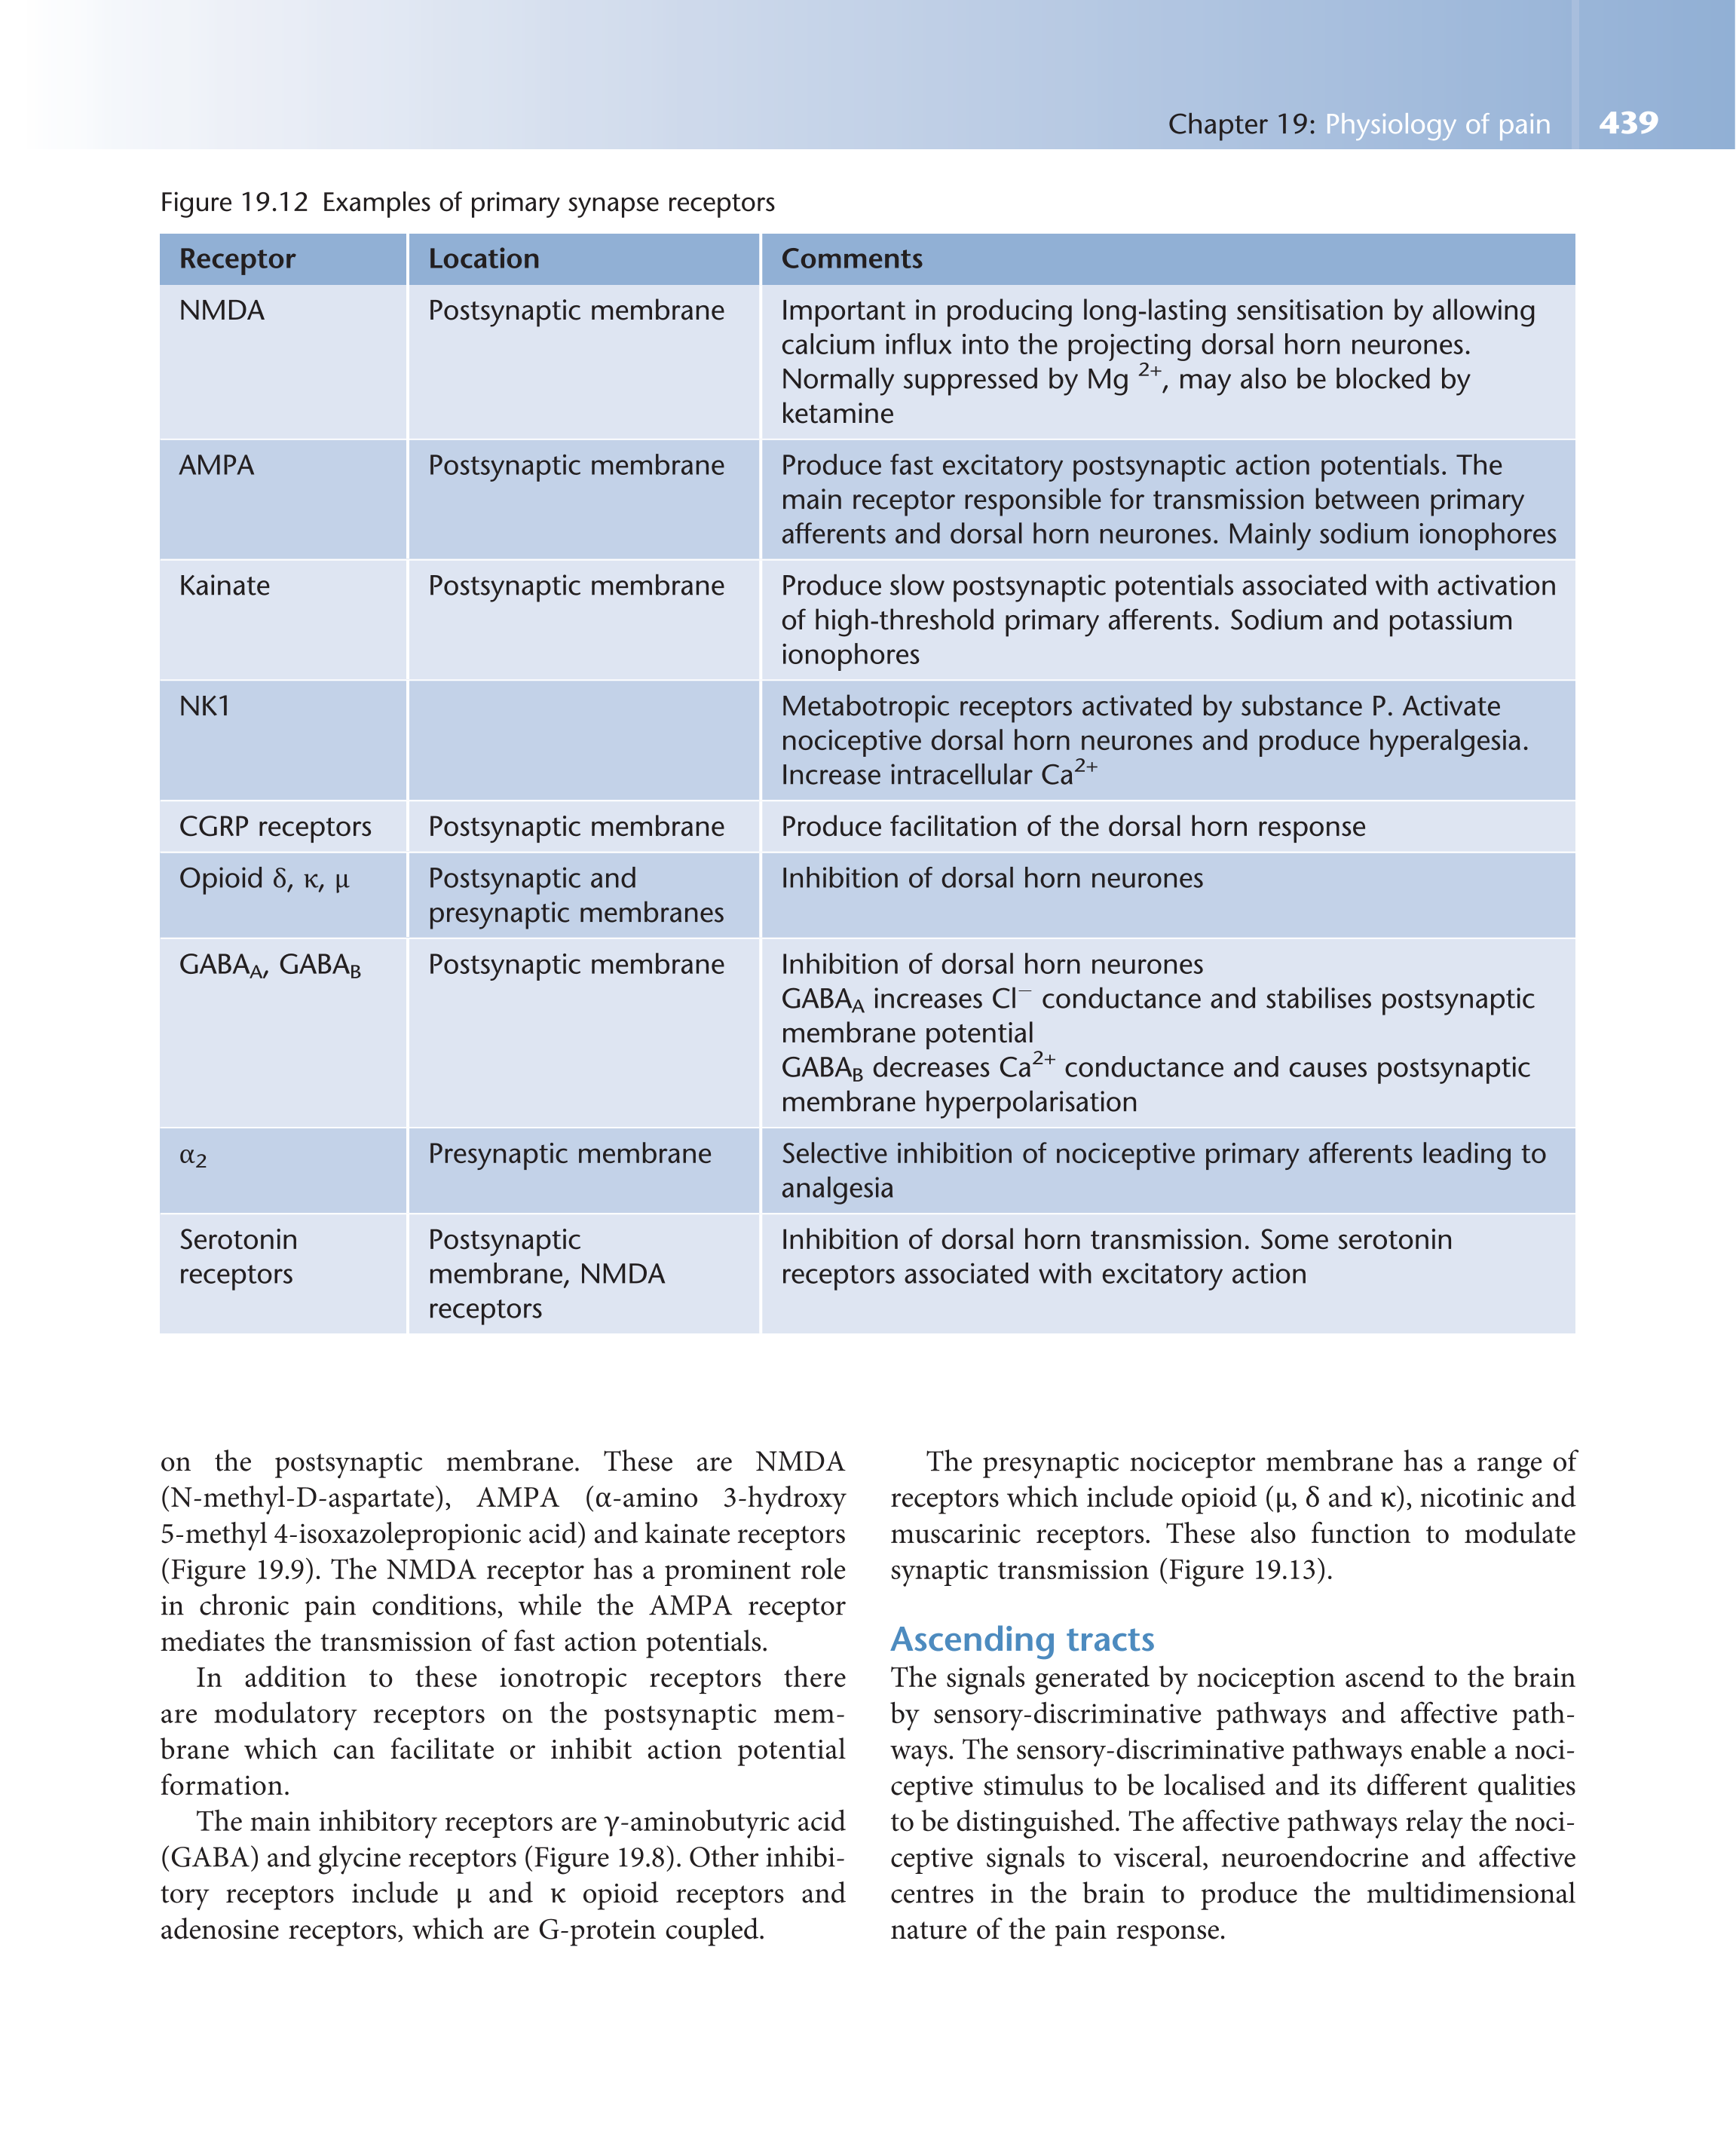 Chapter 19: Physiology of pain 439
Figure 19.12 Examples of primary synapse receptors
Receptor Location Comments
NMDA Postsynaptic membrane Important in producing long-lasting sensitisation by allowing
calcium influx into the projecting dorsal horn neurones.
Normally suppressed by Mg ²⁺, may also be blocked by
ketamine
AMPA Postsynaptic membrane Produce fast excitatory postsynaptic action potentials. The
main receptor responsible for transmission between primary
afferents and dorsal horn neurones. Mainly sodium ionophores
Kainate Postsynaptic membrane Produce slow postsynaptic potentials associated with activation
of high-threshold primary afferents. Sodium and potassium
ionophores
NK1 Metabotropic receptors activated by substance P. Activate
nociceptive dorsal horn neurones and produce hyperalgesia.
Increase intracellular Ca²⁺
CGRP receptors Postsynaptic membrane Produce facilitation of the dorsal horn response
Opioid δ, κ, μ Postsynaptic and Inhibition of dorsal horn neurones
presynaptic membranes
GABA_A, GABA_B Postsynaptic membrane Inhibition of dorsal horn neurones
GABA_A increases Cl⁻ conductance and stabilises postsynaptic
membrane potential
GABA_B decreases Ca²⁺ conductance and causes postsynaptic
membrane hyperpolarisation
α₂ Presynaptic membrane Selective inhibition of nociceptive primary afferents leading to
analgesia
Serotonin Postsynaptic Inhibition of dorsal horn transmission. Some serotonin
receptors membrane, NMDA receptors associated with excitatory action
receptors
on the postsynaptic membrane. These are NMDA
(N-methyl-D-aspartate), AMPA (α-amino 3-hydroxy
5-methyl 4-isoxazolepropionic acid) and kainate receptors
(Figure 19.9). The NMDA receptor has a prominent role
in chronic pain conditions, while the AMPA receptor
mediates the transmission of fast action potentials.
In addition to these ionotropic receptors there
are modulatory receptors on the postsynaptic mem-
brane which can facilitate or inhibit action potential
formation.
The main inhibitory receptors are γ-aminobutyric acid
(GABA) and glycine receptors (Figure 19.8). Other inhibi-
tory receptors include μ and κ opioid receptors and
adenosine receptors, which are G-protein coupled.
The presynaptic nociceptor membrane has a range of
receptors which include opioid (μ, δ and κ), nicotinic and
muscarinic receptors. These also function to modulate
synaptic transmission (Figure 19.13).
Ascending tracts
The signals generated by nociception ascend to the brain
by sensory-discriminative pathways and affective path-
ways. The sensory-discriminative pathways enable a noci-
ceptive stimulus to be localised and its different qualities
to be distinguished. The affective pathways relay the noci-
ceptive signals to visceral, neuroendocrine and affective
centres in the brain to produce the multidimensional
nature of the pain response.